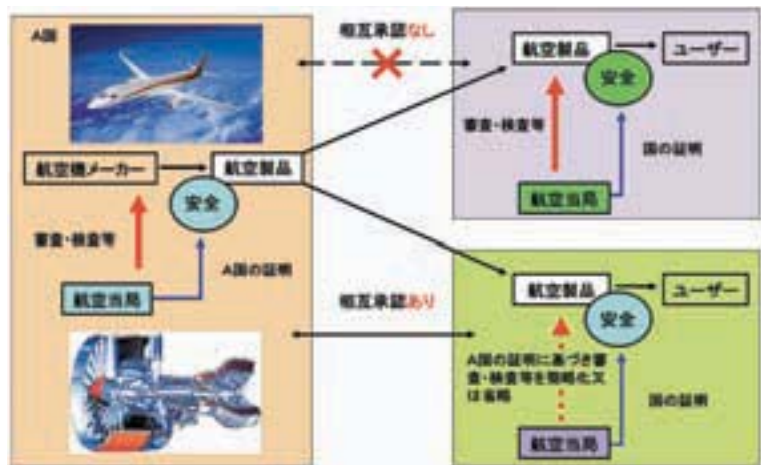 A国
航空機メーカー
航空製品
安全
審査・検査等
A国の証明
航空当局
相互承認なし
航空製品
ユーザー
安全
審査・検査等
国の証明
航空当局
相互承認あり
航空製品
ユーザー
安全
A国の証明に基づき審
査・検査等を簡略化又
は省略
国の証明
航空当局